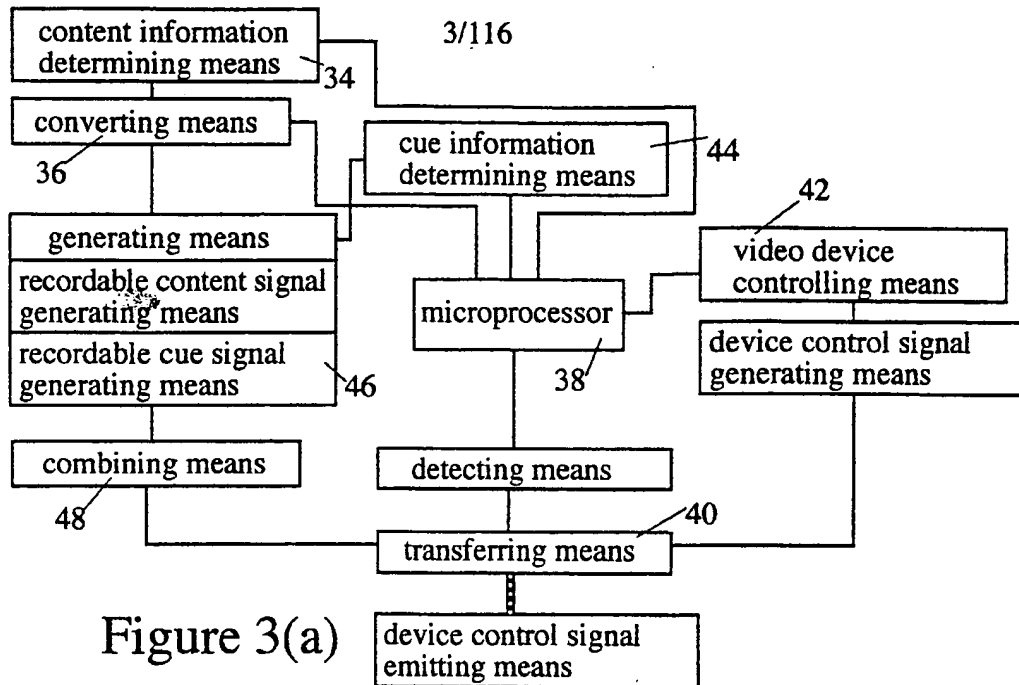 content information
determining means
34
3/116
converting means
36
cue information
determining means
44
42
generating means
recordable content signal
generating means
recordable cue signal
generating means
46
microprocessor
38
video device
controlling means
device control signal
generating means
combining means
48
detecting means
40
transferring means
Figure 3(a)
device control signal
emitting means